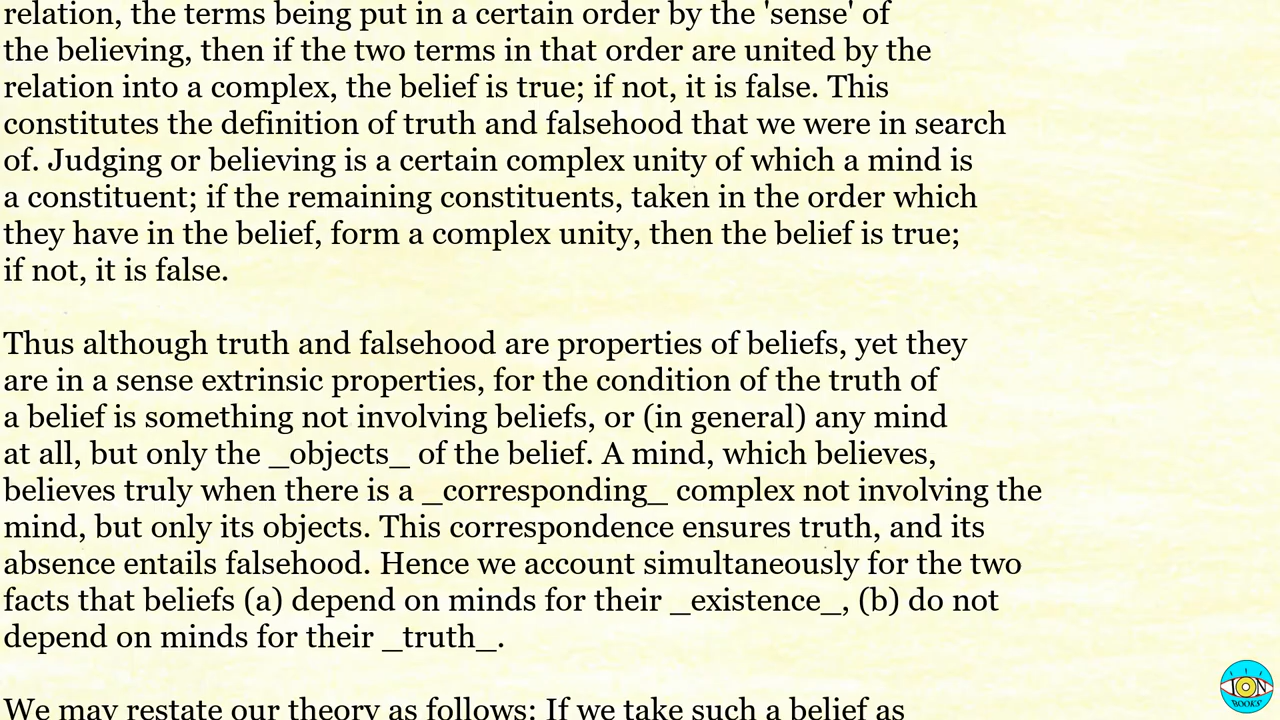 relation, the terms being put in a certain order by the 'sense' of
the believing, then if the two terms in that order are united by the
relation into a complex, the belief is true; if not, it is false. This
constitutes the definition of truth and falsehood that we were in search
of. Judging or believing is a certain complex unity of which a mind is
a constituent; if the remaining constituents, taken in the order which
they have in the belief, form a complex unity, then the belief is true;
if not, it is false.
Thus although truth and falsehood are properties of beliefs, yet they
are in a sense extrinsic properties, for the condition of the truth of
a belief is something not involving beliefs, or (in general) any mind
at all, but only the _objects_ of the belief. A mind, which believes,
believes truly when there is a _corresponding_ complex not involving the
mind, but only its objects. This correspondence ensures truth, and its
absence entails falsehood. Hence we account simultaneously for the two
facts that beliefs (a) depend on minds for their _existence_, (b) do not
depend on minds for their _truth_.
We may restate our theory as follows: If we take such a belief as
ION
BOOKS